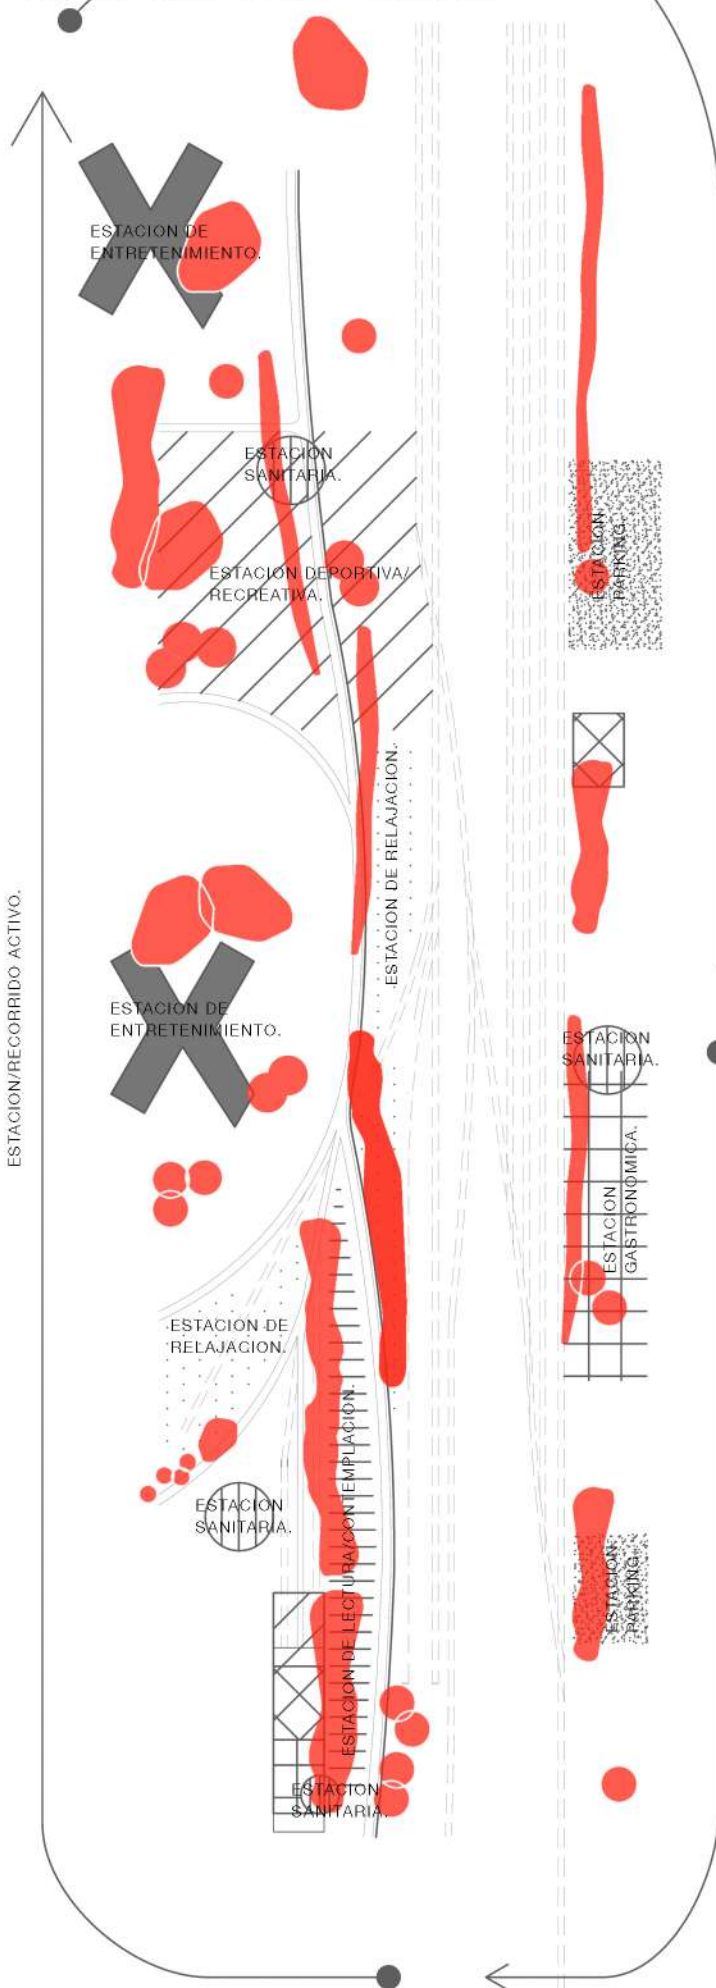 ESTACION DE
ENTRETENIMIENTO.
ESTACION
SANITARIA.
ESTACION
PARKING.
ESTACION DEPORTIVA/
RECREATIVA.
ESTACION DE RELAJACION.
ESTACION/RECORRIDO ACTIVO.
ESTACION DE
ENTRETENIMIENTO.
ESTACION
SANITARIA.
ESTACION
GASTRONOMICA.
ESTACION DE
RELAJACION.
ESTACION DE LECTURA/CONTEMPLACION.
ESTACION
SANITARIA.
ESTACION
PARKING.
ESTACION
SANITARIA.